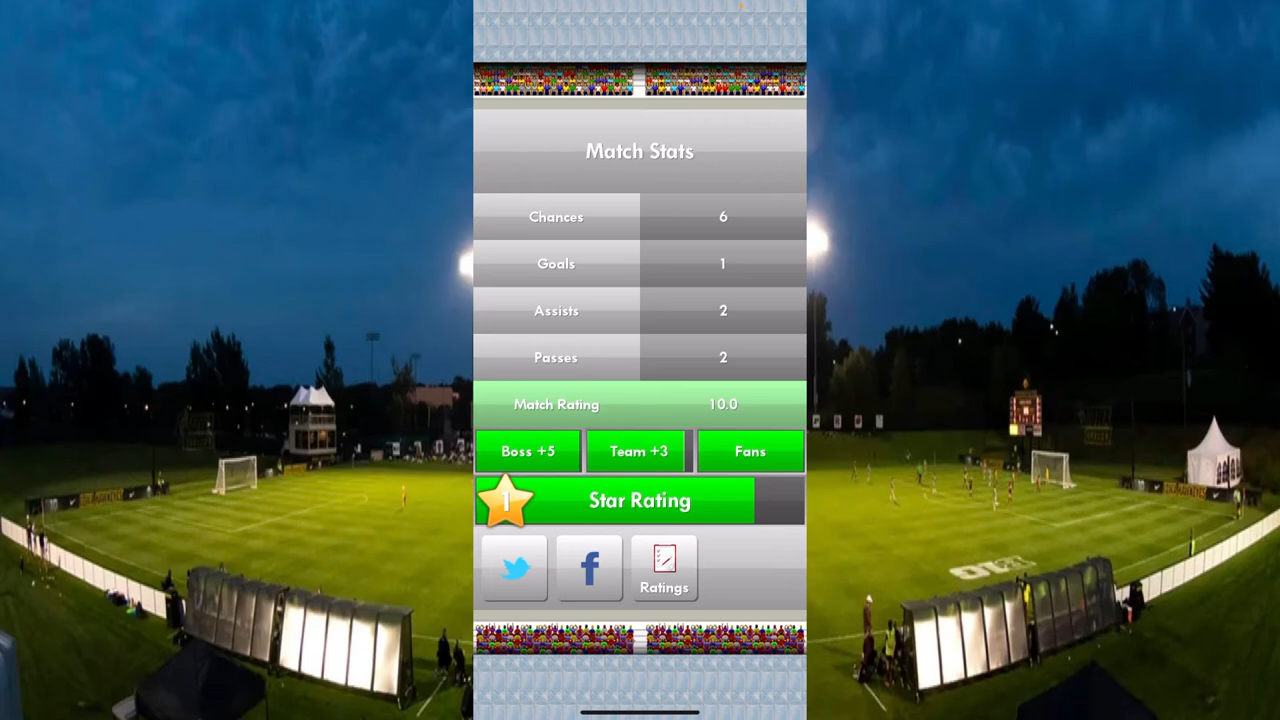 Match Stats
Chances 6
Goals 1
Assists 2
Passes 2
Match Rating 10.0
Boss +5 Team +3 Fans
1 Star Rating
Ratings